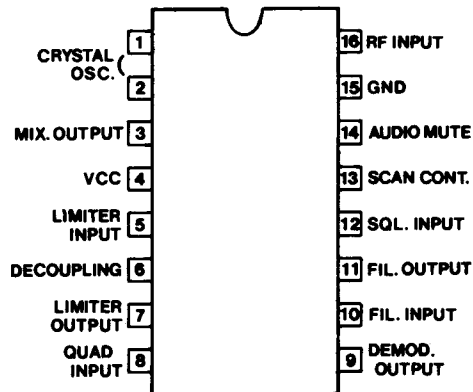 CRYSTAL
OSC.
1
2
MIX. OUTPUT 3
VCC 4
LIMITER
INPUT 5
DECOUPLING 6
LIMITER
OUTPUT 7
QUAD
INPUT 8
16 RF INPUT
15 GND
14 AUDIO MUTE
13 SCAN CONT.
12 SQL. INPUT
11 FIL. OUTPUT
10 FIL. INPUT
9 DEMOD.
OUTPUT